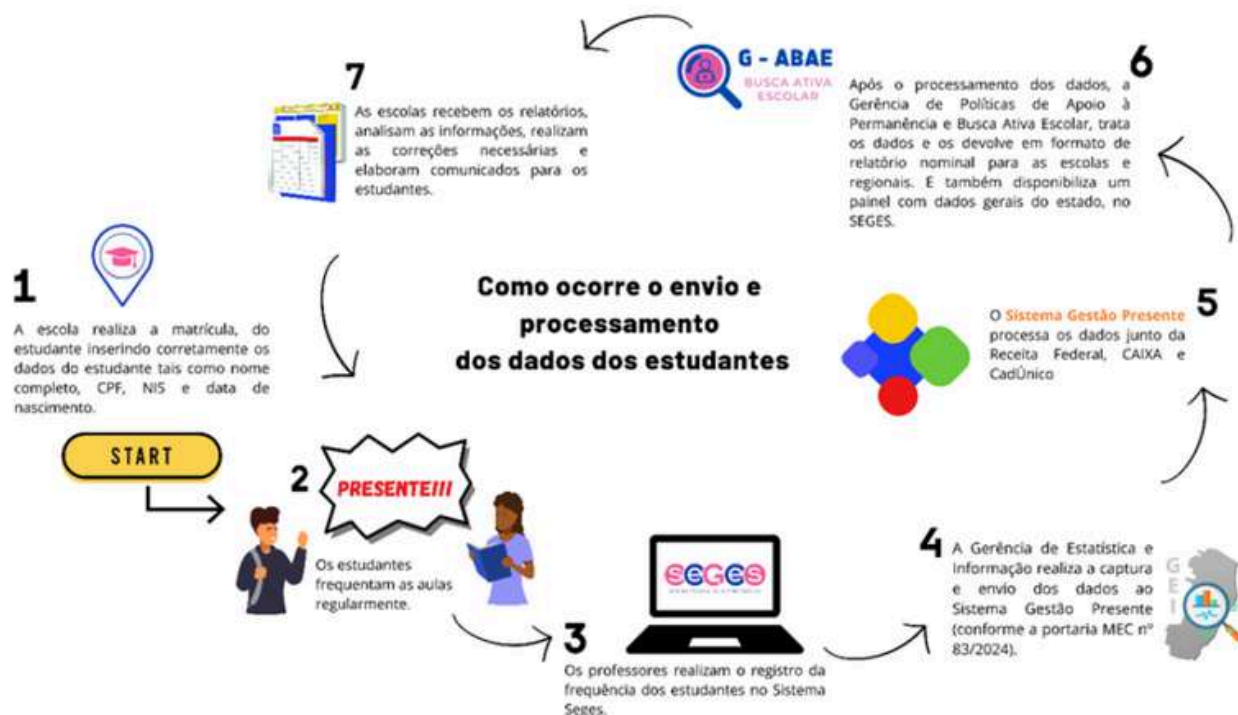 Como ocorre o envio e
processamento
dos dados dos estudantes
1
A escola realiza a matrícula, do
estudante inserindo corretamente os
dados do estudante tais como nome
completo, CPF, NIS e data de
nascimento.
START
2
PRESENTE!!!
Os estudantes
frequentam as aulas
regularmente.
3
SEGES
Os professores realizam o registro da
frequência dos estudantes no Sistema
Seges.
4
A Gerência de Estatística e
Informação realiza a captura
e envio dos dados ao
Sistema Gestão Presente
(conforme a portaria MEC nº
83/2024).
GEI
5
O Sistema Gestão Presente
processa os dados junto da
Receita Federal, CAIXA e
CadÚnico
6
Após o processamento dos dados, a
Gerência de Políticas de Apoio à
Permanência e Busca Ativa Escolar, trata
os dados e os devolve em formato de
relatório nominal para as escolas e
regionais. E também disponibiliza um
painel com dados gerais do estado, no
SEGES.
G - ABAE
BUSCA ATIVA
ESCOLAR
7
As escolas recebem os relatórios,
analisam as informações, realizam
as correções necessárias e
elaboram comunicados para os
estudantes.